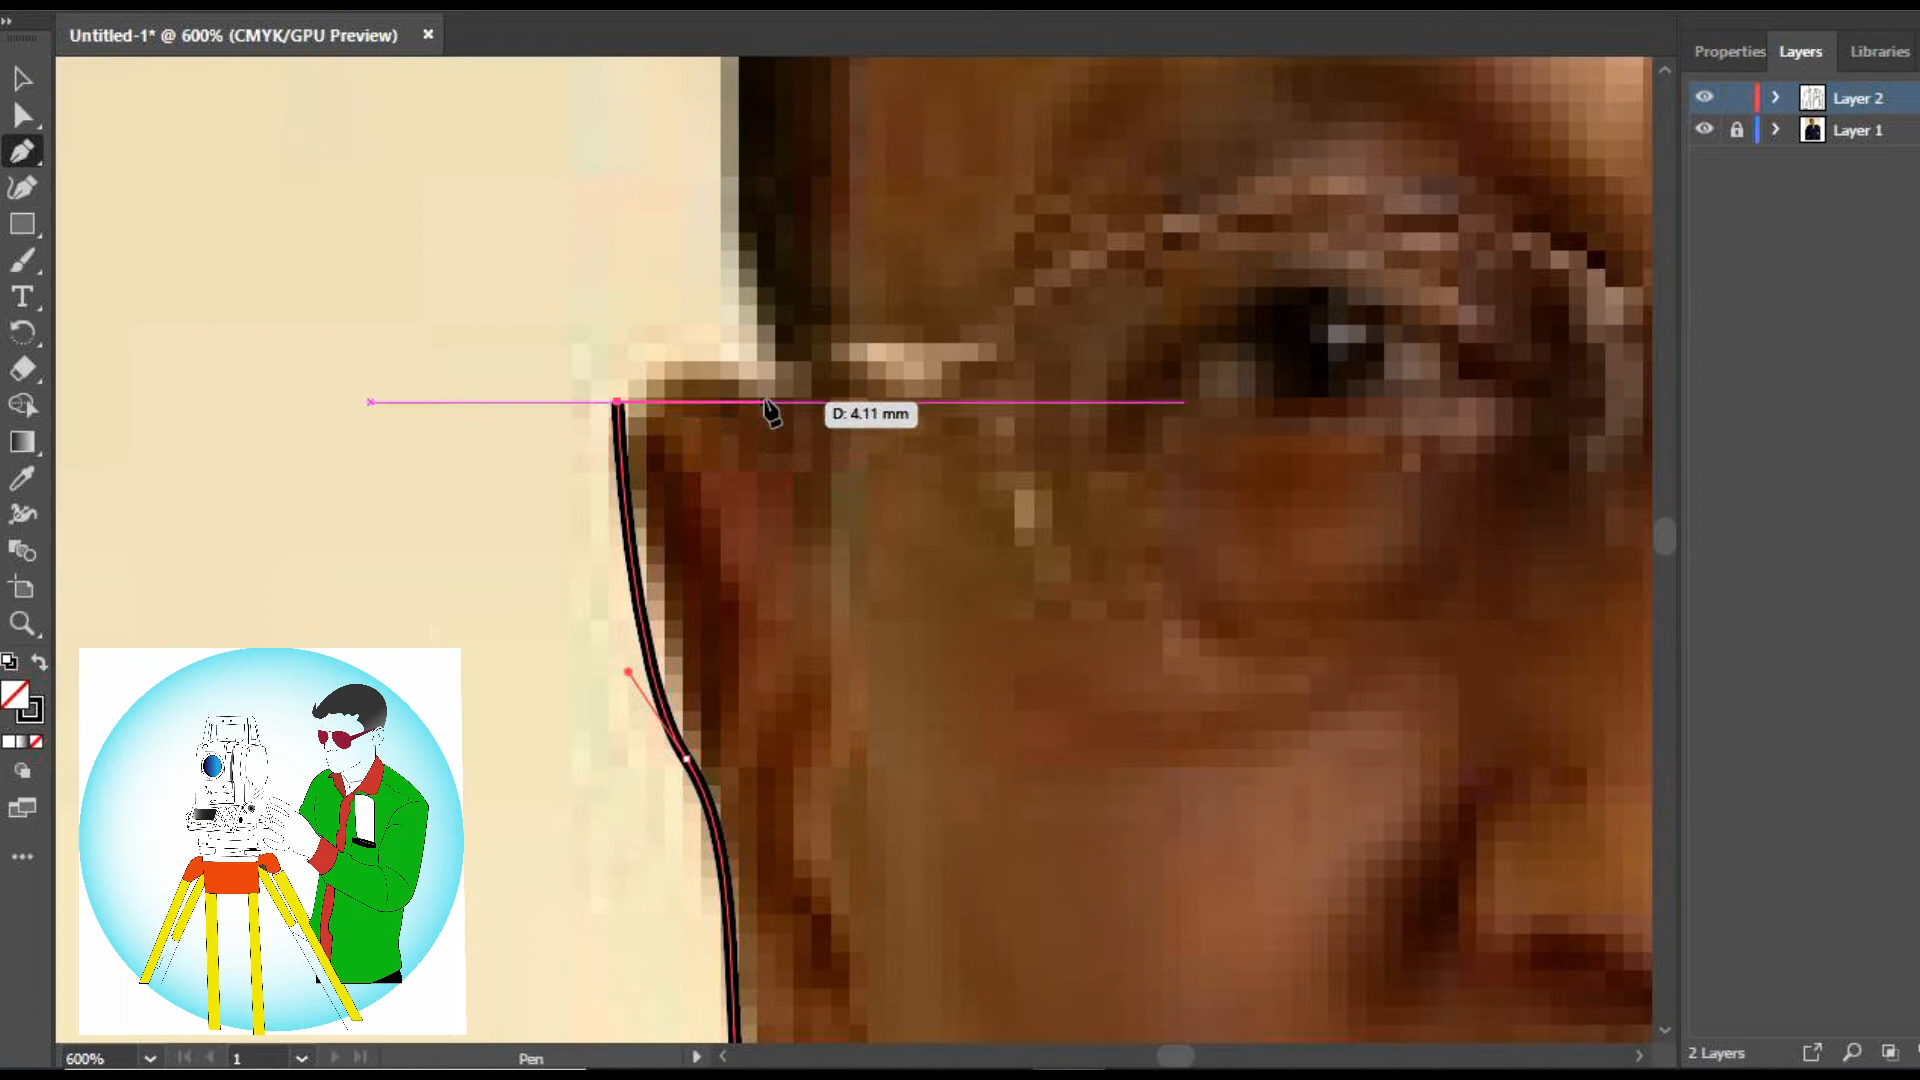 Untitled-1* @ 600% (CMYK/GPU Preview) ×
Properties Layers Libraries
Layer 2
Layer 1
D: 4.11 mm
600% 1 Pen
2 Layers